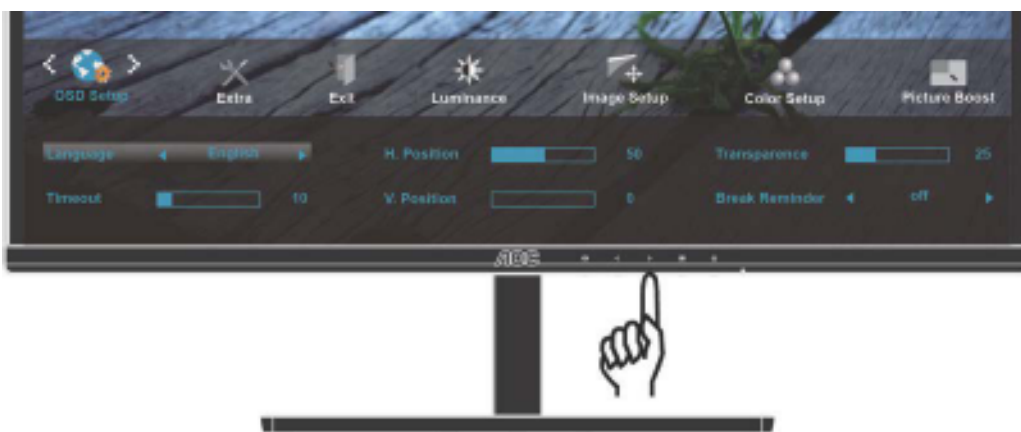 < >
OSD Setup Extra Exit Luminance Image Setup Color Setup Picture Boost
Language English H. Position 50 Transparence 25
Timeout 10 V. Position 0 Break Reminder off
AOC